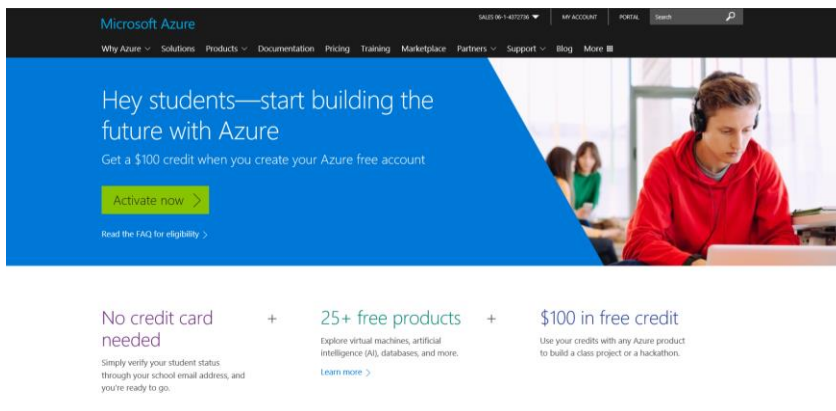 Microsoft Azure
SALES 06-1-4372736
MY ACCOUNT
PORTAL
Search
Why Azure Solutions Products Documentation Pricing Training Marketplace Partners Support Blog More
Hey students—start building the
future with Azure
Get a $100 credit when you create your Azure free account
Activate now
Read the FAQ for eligibility
No credit card
needed
Simply verify your student status
through your school email address, and
you're ready to go.
+
25+ free products
Explore virtual machines, artificial
intelligence (AI), databases, and more.
Learn more
+
$100 in free credit
Use your credits with any Azure product
to build a class project or a hackathon.